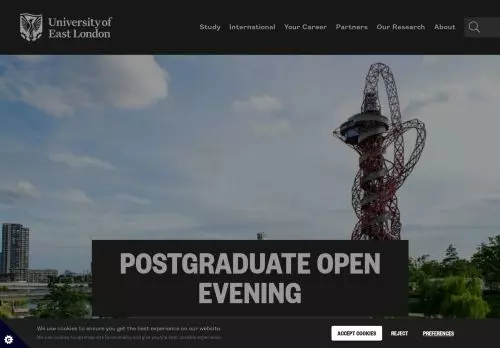 University of
East London
Study International Your Career Partners Our Research About
POSTGRADUATE OPEN
EVENING
We use cookies to ensure you get the best experience on our website.
We use cookies to optimise site functionality and give you the best possible experience.
ACCEPT COOKIES REJECT PREFERENCES